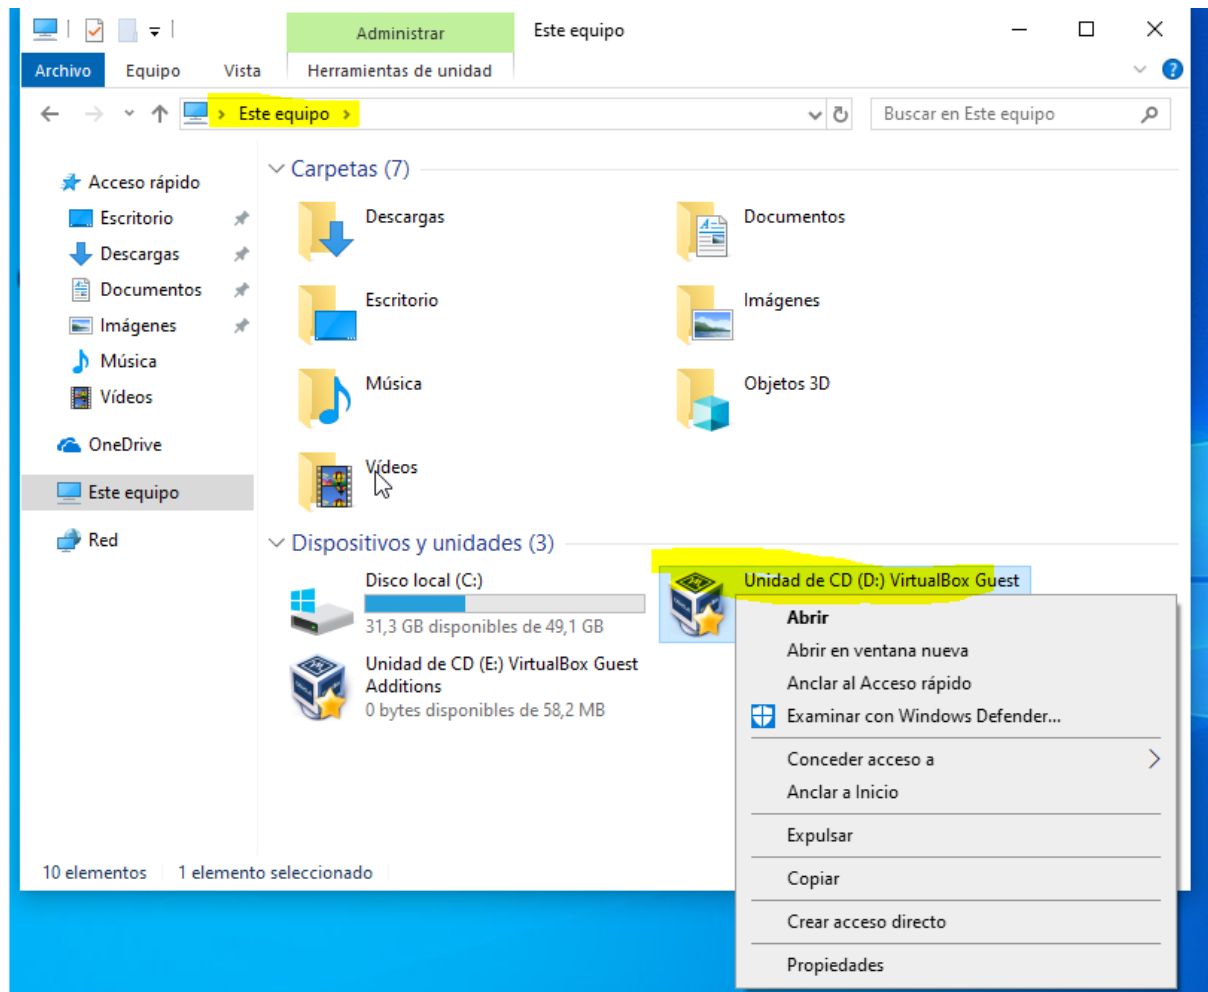 Administrar
Este equipo
Archivo
Equipo
Vista
Herramientas de unidad
Este equipo
Buscar en Este equipo
Acceso rápido
Escritorio
Descargas
Documentos
Imágenes
Música
Vídeos
OneDrive
Este equipo
Red
Carpetas (7)
Descargas
Documentos
Escritorio
Imágenes
Música
Objetos 3D
Vídeos
Dispositivos y unidades (3)
Disco local (C:)
31,3 GB disponibles de 49,1 GB
Unidad de CD (D:) VirtualBox Guest
Unidad de CD (E:) VirtualBox Guest
Additions
0 bytes disponibles de 58,2 MB
Abrir
Abrir en ventana nueva
Anclar al Acceso rápido
Examinar con Windows Defender...
Conceder acceso a
Anclar a Inicio
Expulsar
Copiar
Crear acceso directo
Propiedades
10 elementos
1 elemento seleccionado